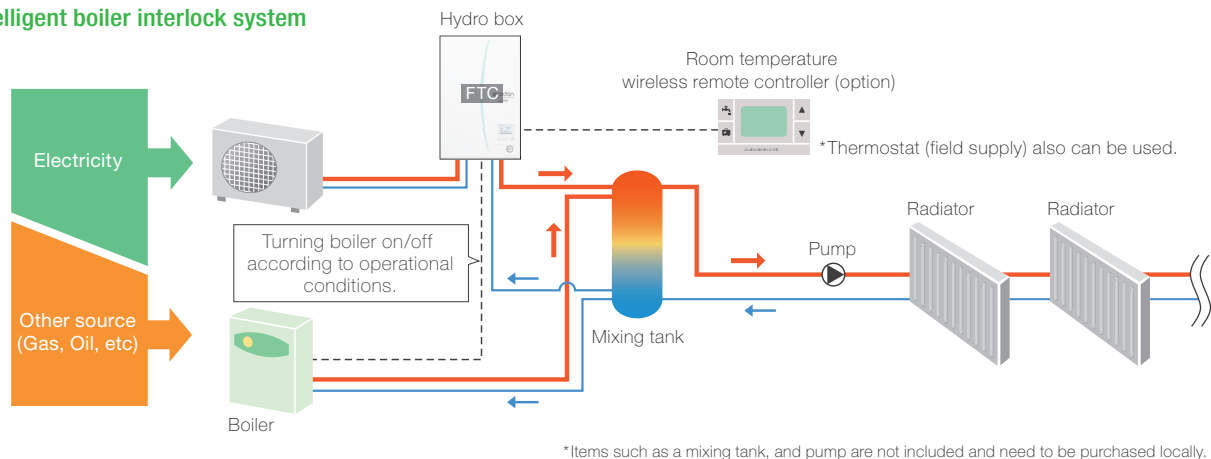 elligent boiler interlock system
Hydro box
FTC
Room temperature
wireless remote controller (option)
*Thermostat (field supply) also can be used.
Electricity
Turning boiler on/off
according to operational
conditions.
Other source
(Gas, Oil, etc)
Boiler
Mixing tank
Pump
Radiator
Radiator
*Items such as a mixing tank, and pump are not included and need to be purchased locally.